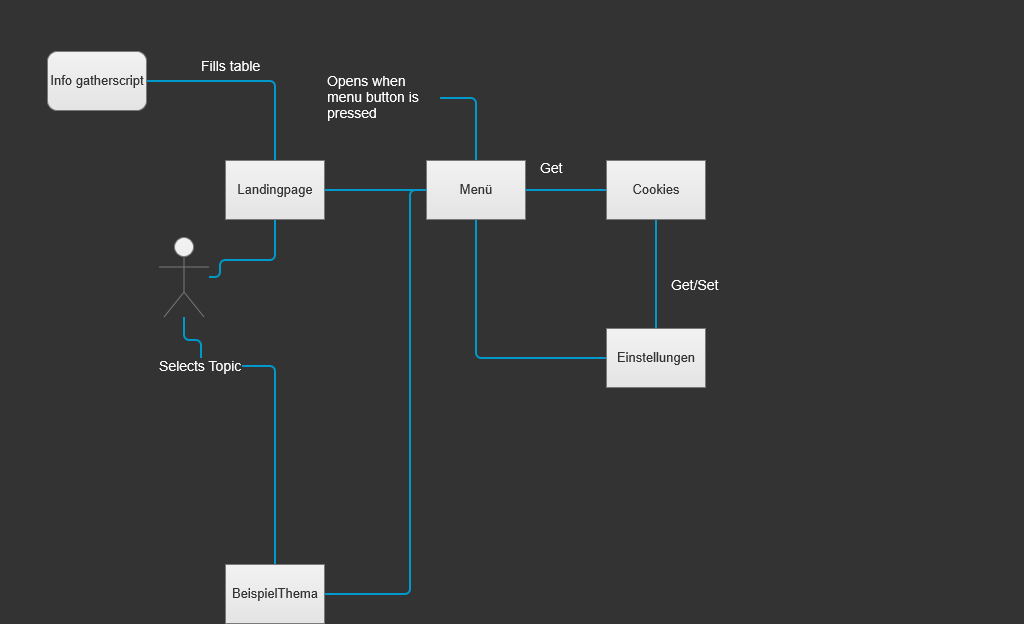 Fills table
Info gatherscript
Opens when
menu button is
pressed
Get
Landingpage
Menü
Cookies
Get/Set
Einstellungen
Selects Topic
BeispielThema